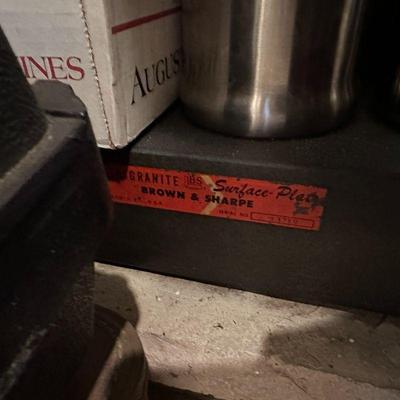 INES
AUGUS
GRANITE B&S Surface Plate
BROWN & SHARPE
SERIAL NO.